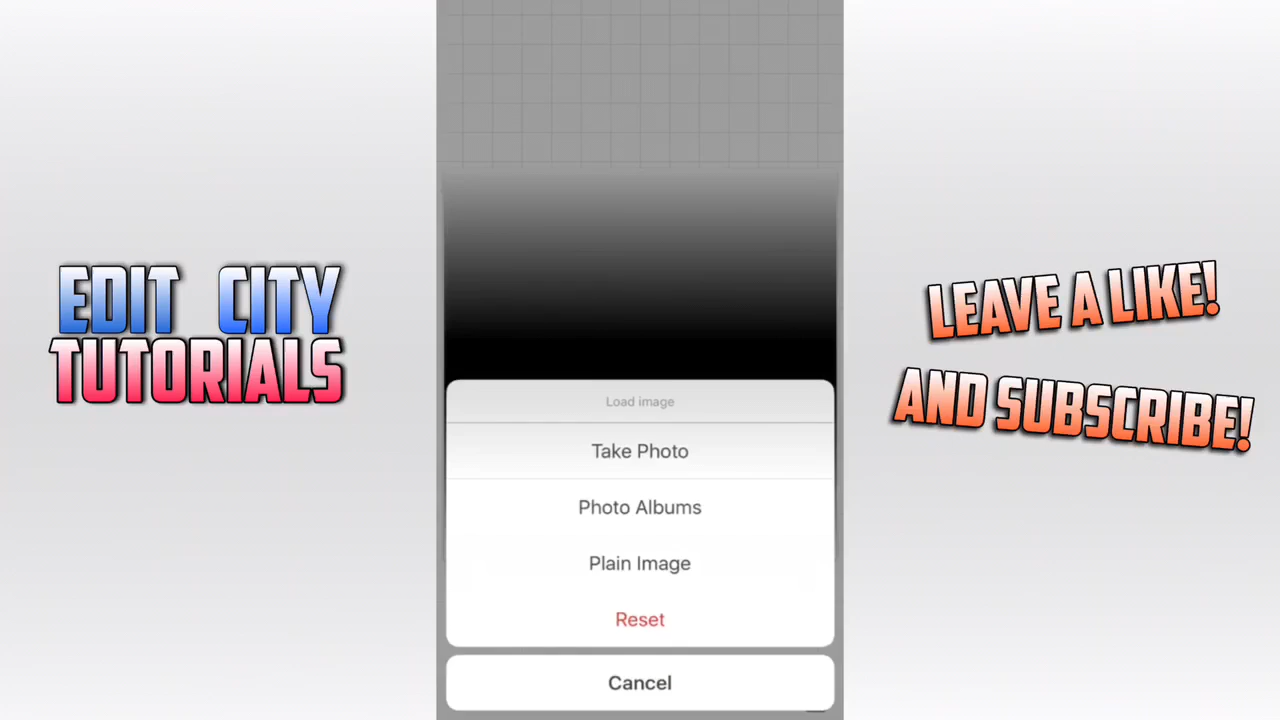 EDIT CITY
TUTORIALS
Load image
Take Photo
Photo Albums
Plain Image
Reset
Cancel
LEAVE A LIKE!
AND SUBSCRIBE!